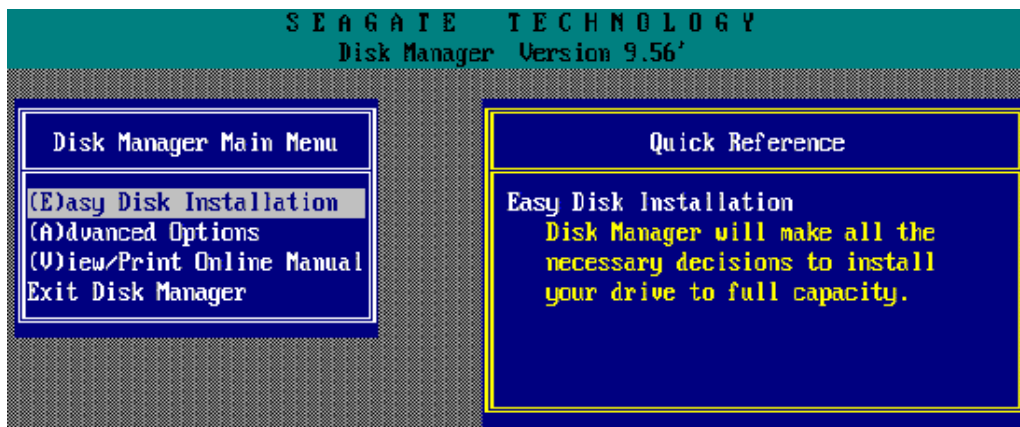 SEAGATE TECHNOLOGY
Disk Manager Version 9.56'
Disk Manager Main Menu
(E)asy Disk Installation
(A)dvanced Options
(V)iew/Print Online Manual
Exit Disk Manager
Quick Reference
Easy Disk Installation
Disk Manager will make all the
necessary decisions to install
your drive to full capacity.